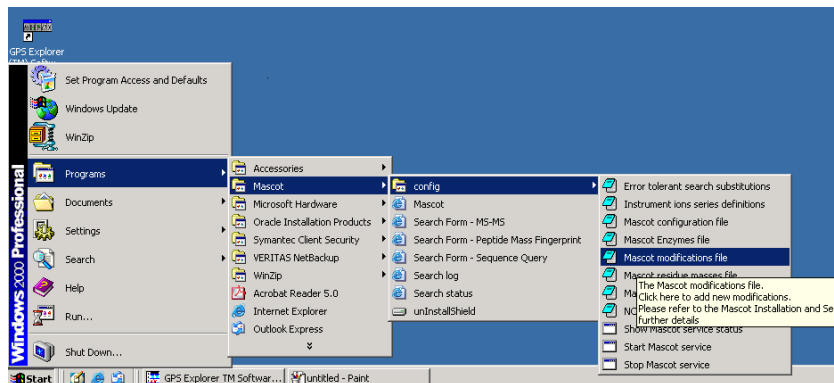 GPS Explorer
Set Program Access and Defaults
Windows Update
WinZip
Programs
Documents
Settings
Search
Help
Run...
Shut Down...
Windows 2000 Professional
Accessories
Mascot
Microsoft Hardware
Oracle Installation Products
Symantec Client Security
VERITAS NetBackup
WinZip
Acrobat Reader 5.0
Internet Explorer
Outlook Express
config
Mascot
Search Form - MS-MS
Search Form - Peptide Mass Fingerprint
Search Form - Sequence Query
Search log
Search status
unInstallShield
Error tolerant search substitutions
Instrument ions series definitions
Mascot configuration file
Mascot Enzymes file
Mascot modifications file
Mascot residue masses file
The Mascot modifications file.
Click here to add new modifications.
Please refer to the Mascot Installation and Se
further details
Show Mascot service status
Start Mascot service
Stop Mascot service
Start
GPS Explorer TM Softwar...
untitled - Paint